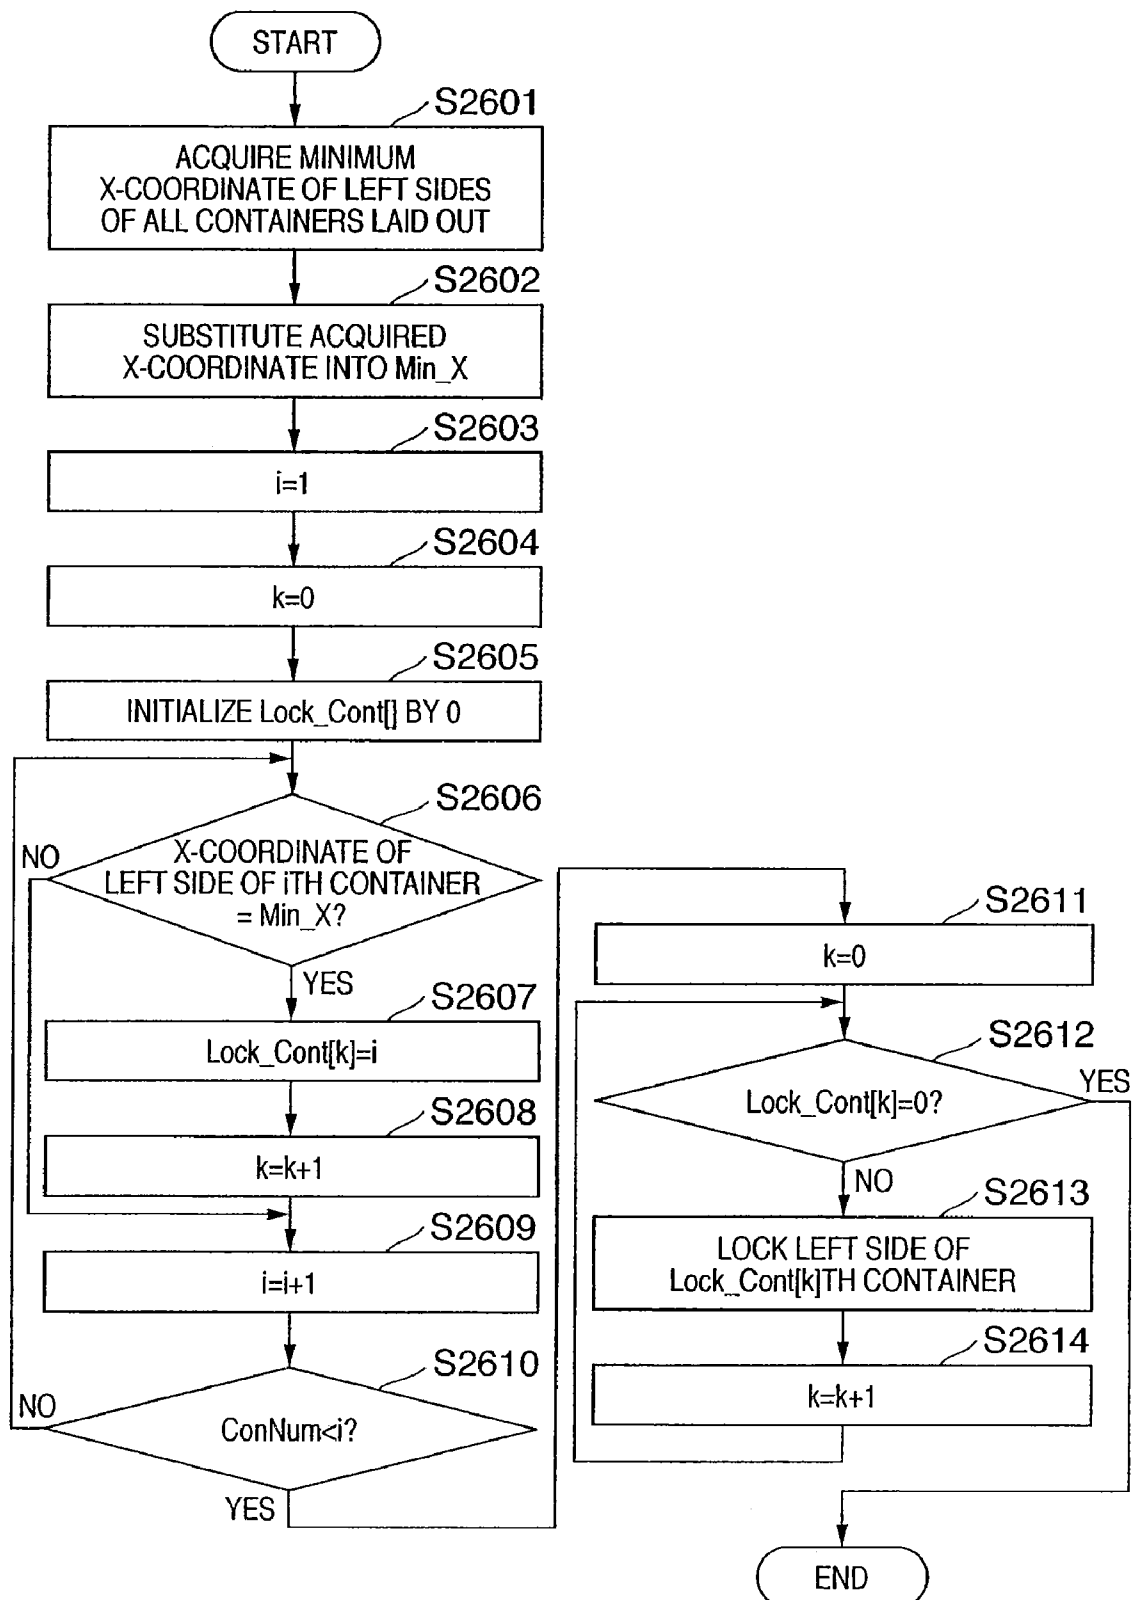 START
S2601
ACQUIRE MINIMUM
X-COORDINATE OF LEFT SIDES
OF ALL CONTAINERS LAID OUT
S2602
SUBSTITUTE ACQUIRED
X-COORDINATE INTO Min_X
S2603
i=1
S2604
k=0
S2605
INITIALIZE Lock_Cont[] BY 0
S2606
NO
X-COORDINATE OF
LEFT SIDE OF iTH CONTAINER
= Min_X?
YES
S2607
Lock_Cont[k]=i
S2608
k=k+1
S2609
i=i+1
S2610
NO
ConNum<i?
YES
S2611
k=0
S2612
YES
Lock_Cont[k]=0?
NO
S2613
LOCK LEFT SIDE OF
Lock_Cont[k]TH CONTAINER
S2614
k=k+1
END